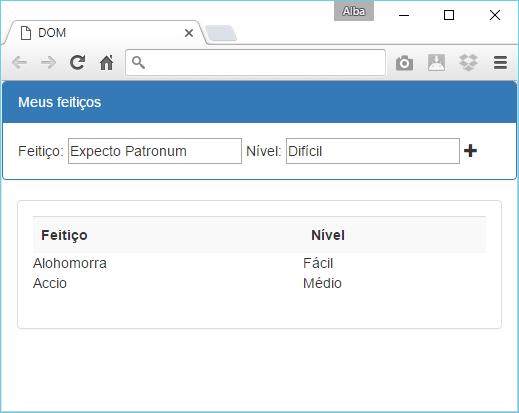 Alba
DOM
Meus feitiços
Feitiço: Expecto Patronum Nível: Difícil
Feitiço Nível
Alohomorra Fácil
Accio Médio